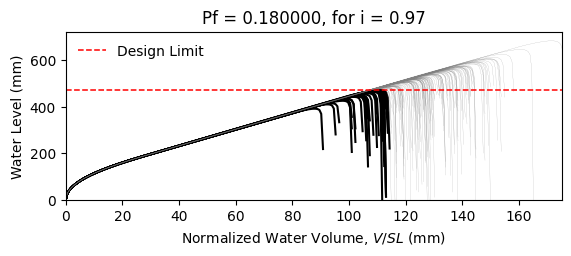 Pf = 0.180000, for i = 0.97
Design Limit
Water Level (mm)
600
400
200
0
0 20 40 60 80 100 120 140 160
Normalized Water Volume, V/SL (mm)